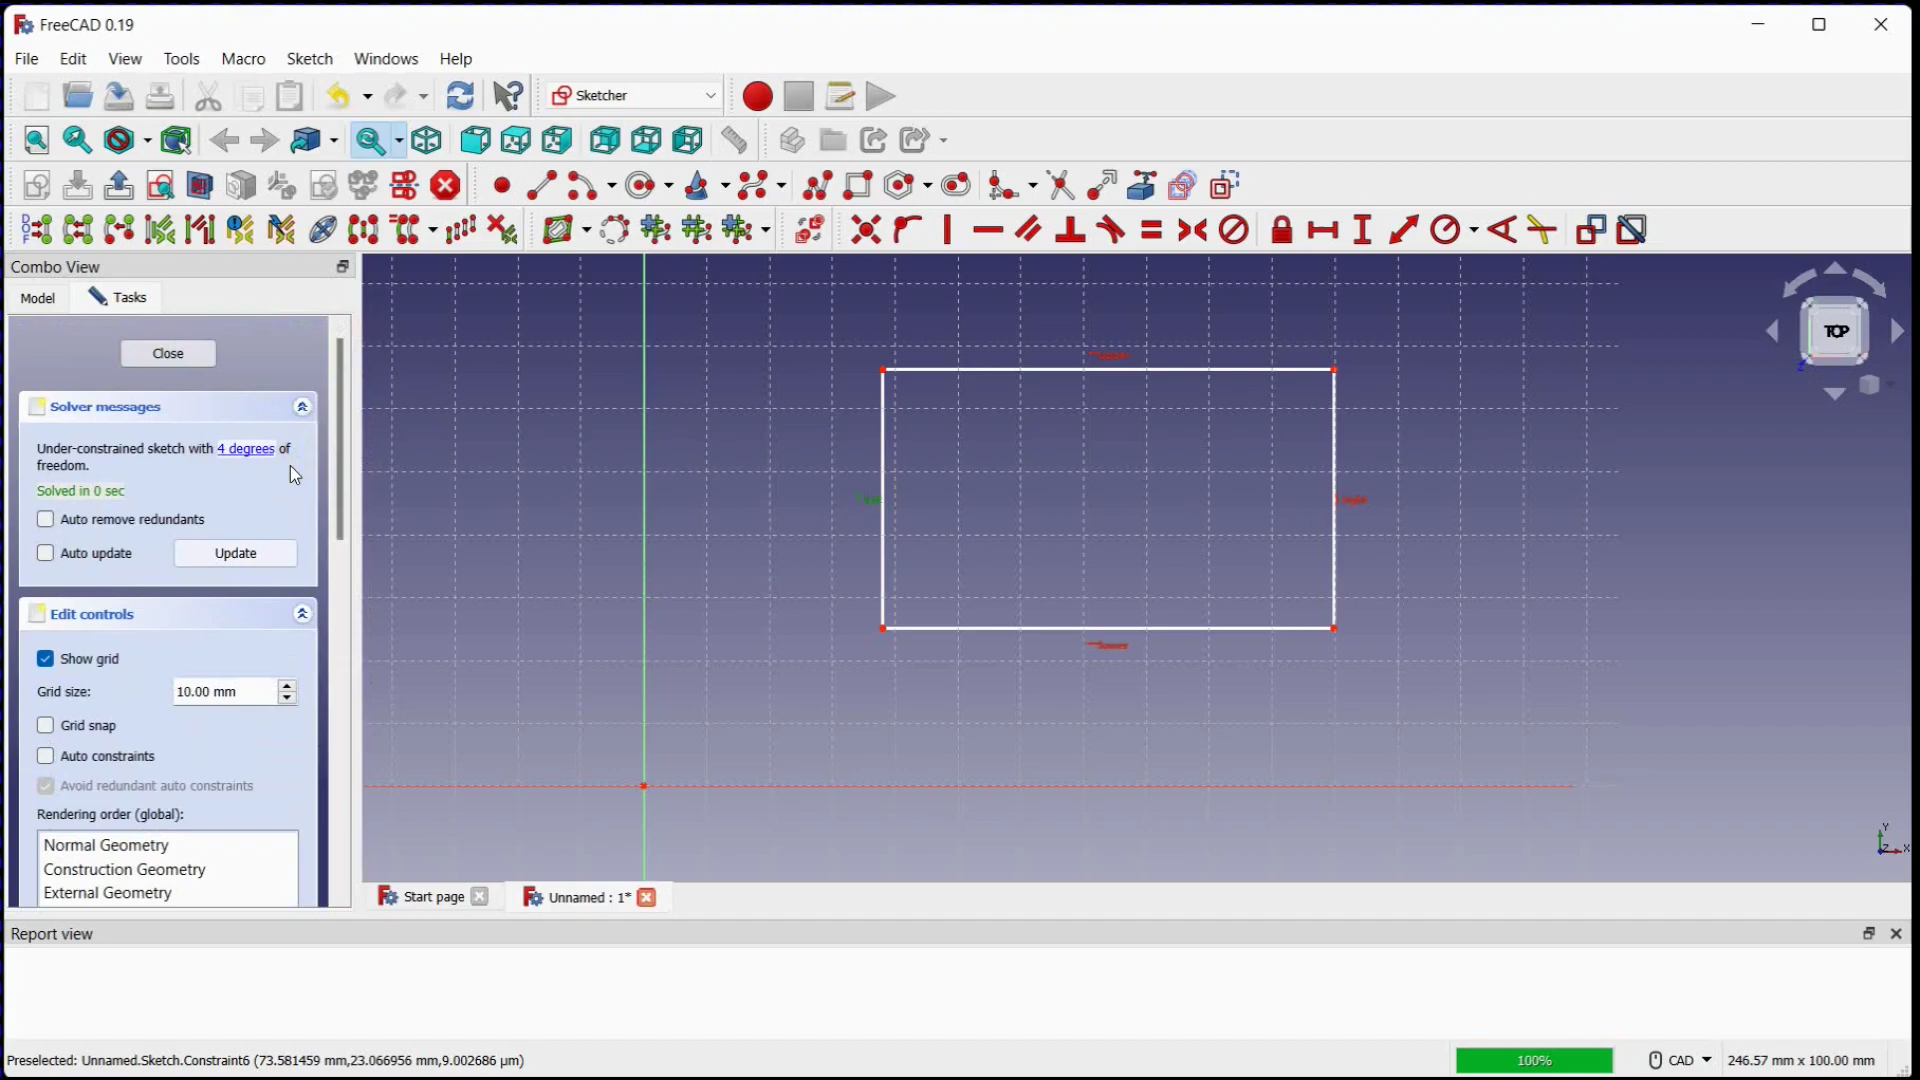 FreeCAD 0.19
File Edit View Tools Macro Sketch Windows Help
Sketcher
Combo View
Model Tasks
Close
Solver messages
Under-constrained sketch with 4 degrees of
freedom.
Solved in 0 sec
Auto remove redundants
Auto update Update
Edit controls
Show grid
Grid size: 10.00 mm
Grid snap
Auto constraints
Avoid redundant auto constraints
Rendering order (global):
Normal Geometry
Construction Geometry
External Geometry
TOP
Z
Y
Z X
Start page Unnamed : 1*
Report view
Preselected: Unnamed.Sketch.Constraint6 (73.581459 mm,23.066956 mm,9.002686 μm) 100% CAD 246.57 mm x 100.00 mm